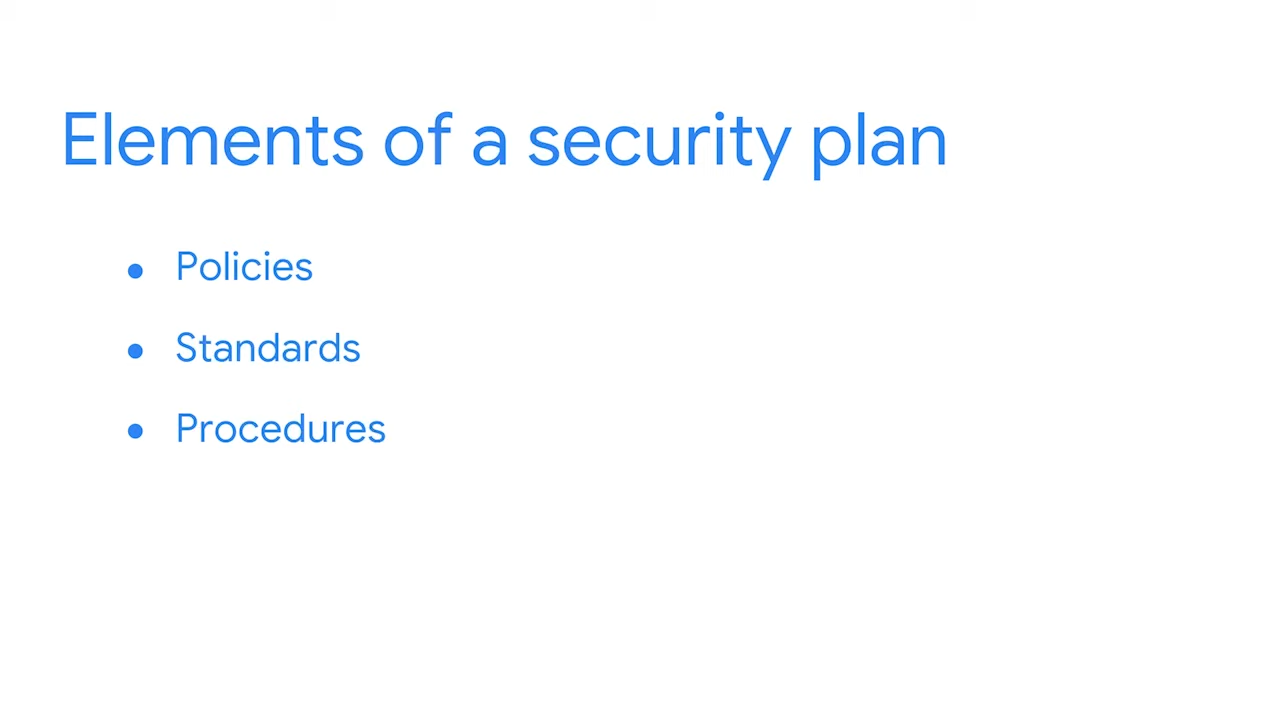 Elements of a security plan
● Policies
● Standards
● Procedures